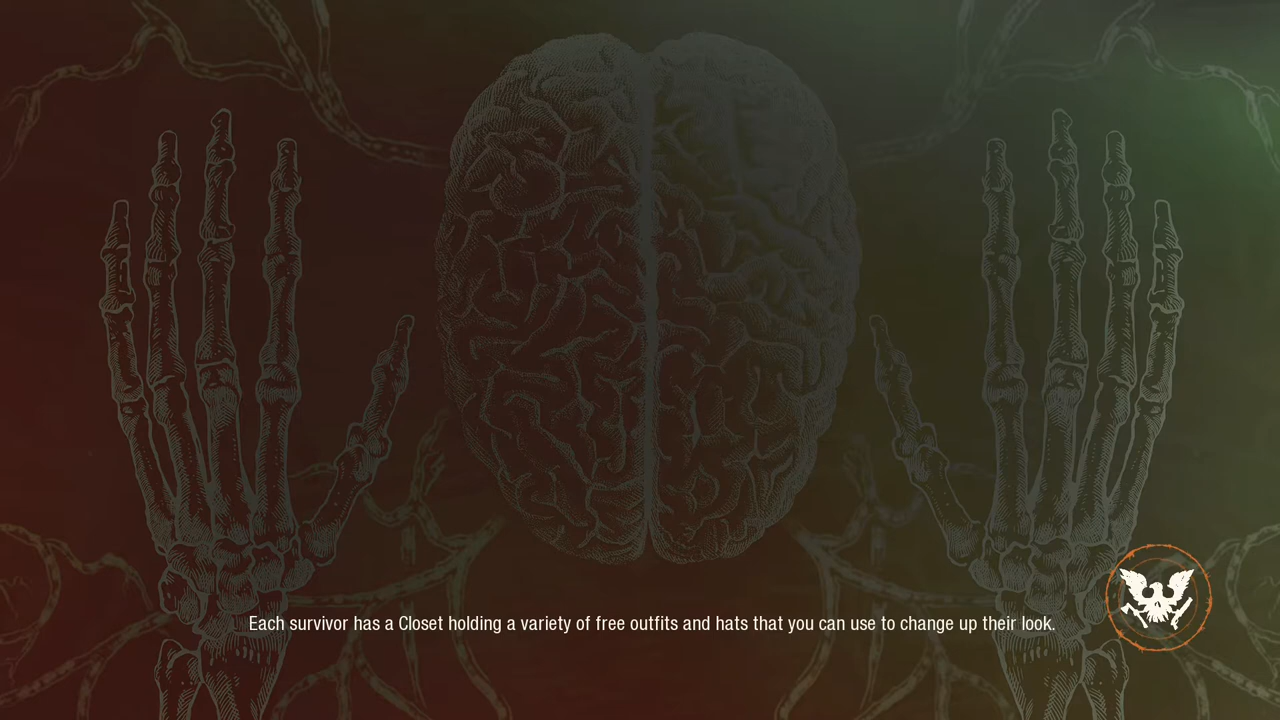 Each survivor has a Closet holding a variety of free outfits and hats that you can use to change up their look.